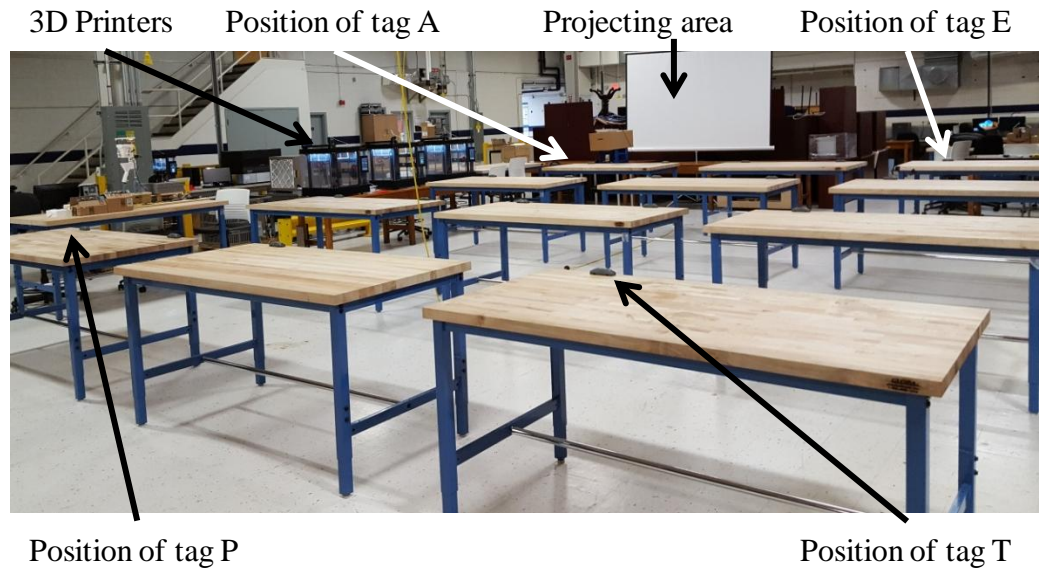 3D Printers
Position of tag A
Projecting area
Position of tag E
Position of tag P
Position of tag T